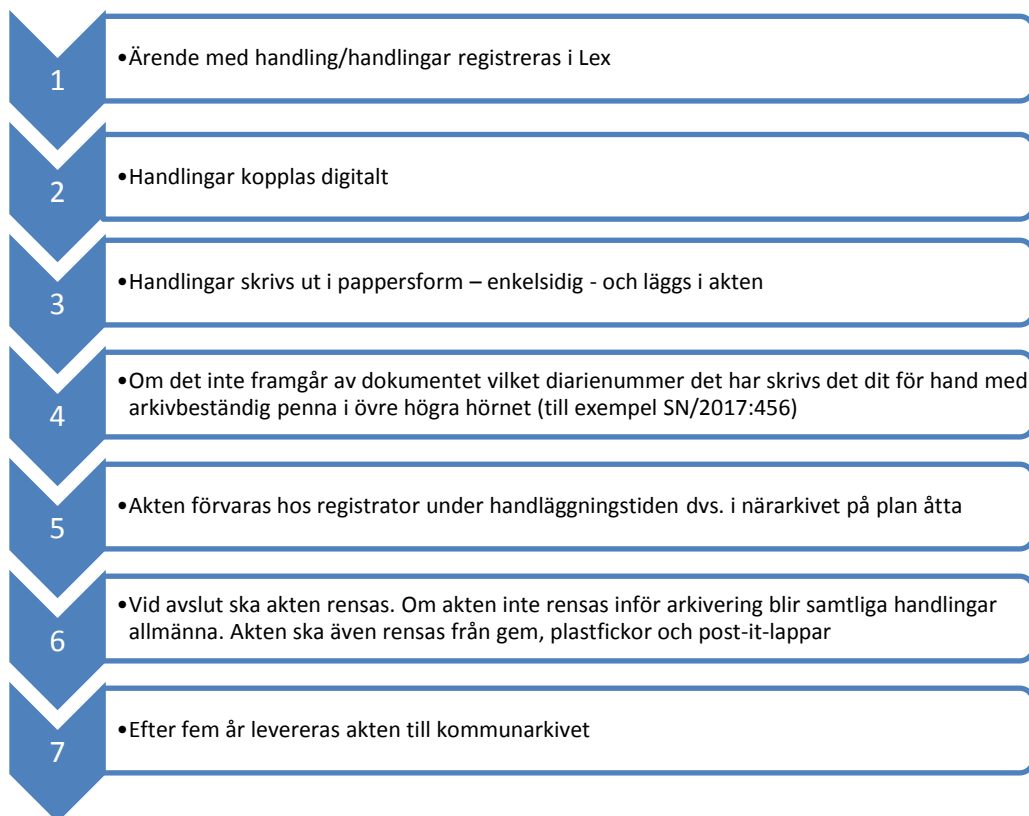 1
•Ärende med handling/handlingar registreras i Lex
2
•Handlingar kopplas digitalt
3
•Handlingar skrivs ut i pappersform – enkelsidig - och läggs i akten
4
•Om det inte framgår av dokumentet vilket diarienummer det har skrivs det dit för hand med
arkivbeständig penna i övre högra hörnet (till exempel SN/2017:456)
5
•Akten förvaras hos registrator under handläggningstiden dvs. i närarkivet på plan åtta
6
•Vid avslut ska akten rensas. Om akten inte rensas inför arkivering blir samtliga handlingar
allmänna. Akten ska även rensas från gem, plastfickor och post-it-lappar
7
•Efter fem år levereras akten till kommunarkivet